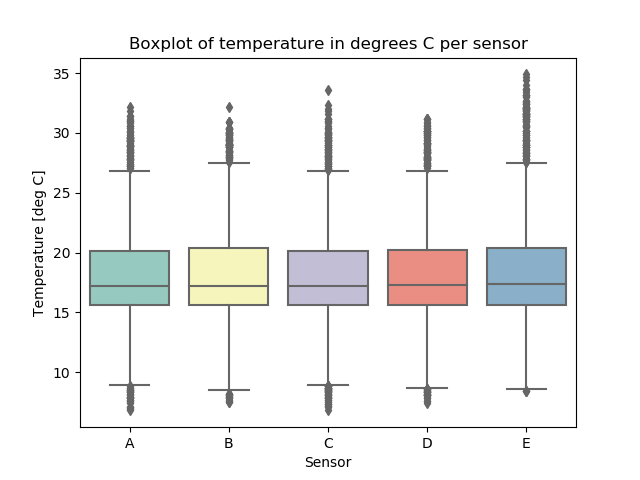 Boxplot of temperature in degrees C per sensor
Temperature [deg C]
35
30
25
20
15
10
A B C D E
Sensor